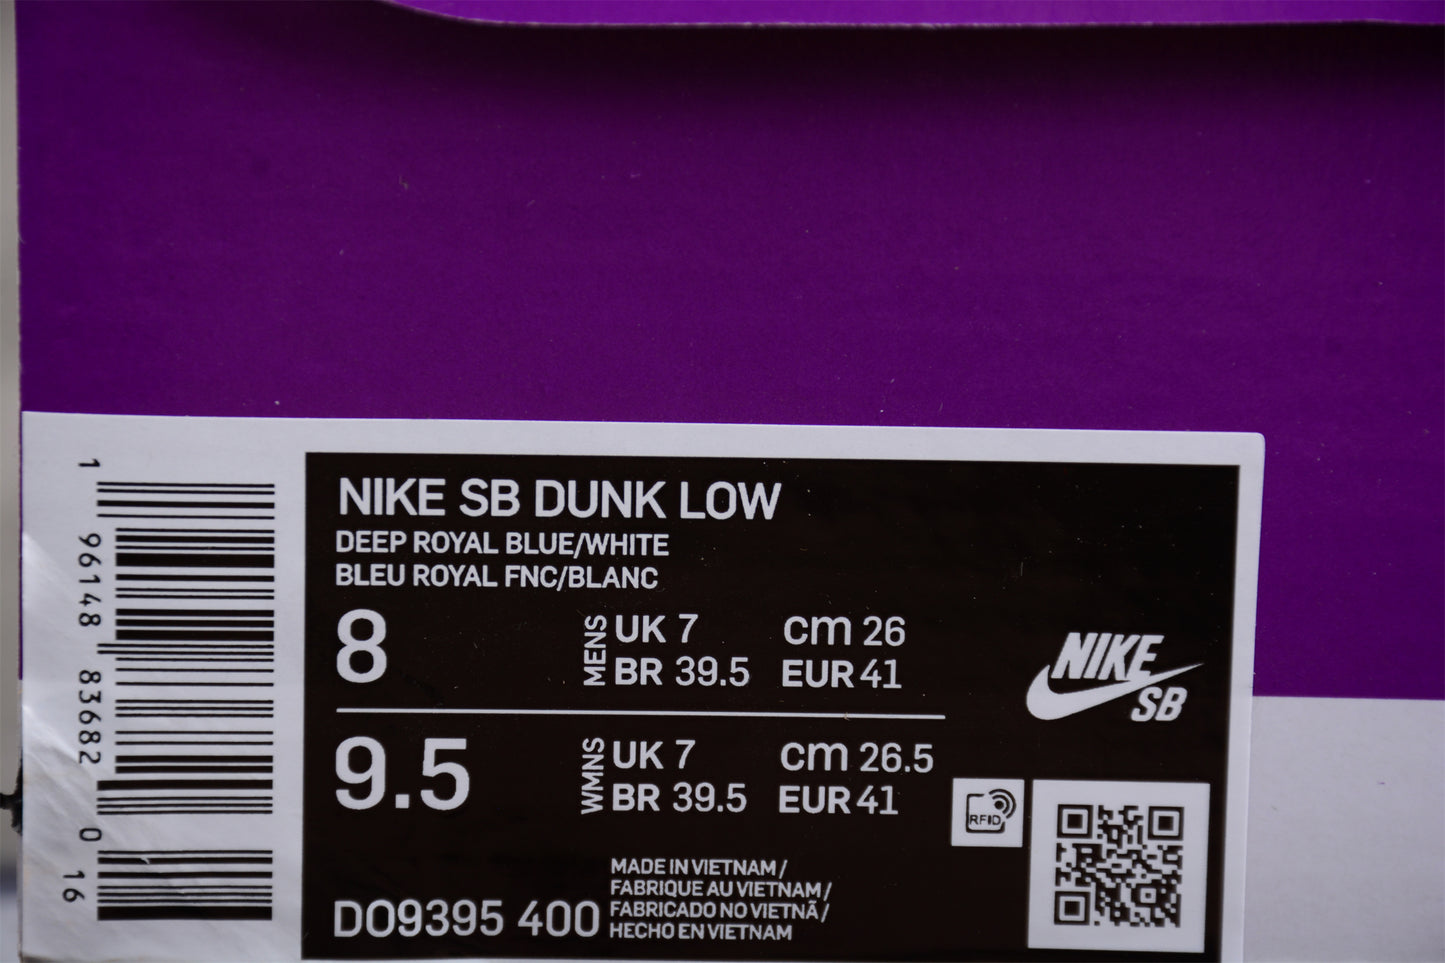 NIKE SB DUNK LOW
DEEP ROYAL BLUE/WHITE
BLEU ROYAL FNC/BLANC
8
MENS
UK 7
cm 26
BR 39.5
EUR 41
9.5
WMNS
UK 7
cm 26.5
BR 39.5
EUR 41
NIKE
SB
RFID
DO9395 400
MADE IN VIETNAM /
FABRIQUE AU VIETNAM /
FABRICADO NO VIETNÃ /
HECHO EN VIETNAM
1 96148 83682 0 16